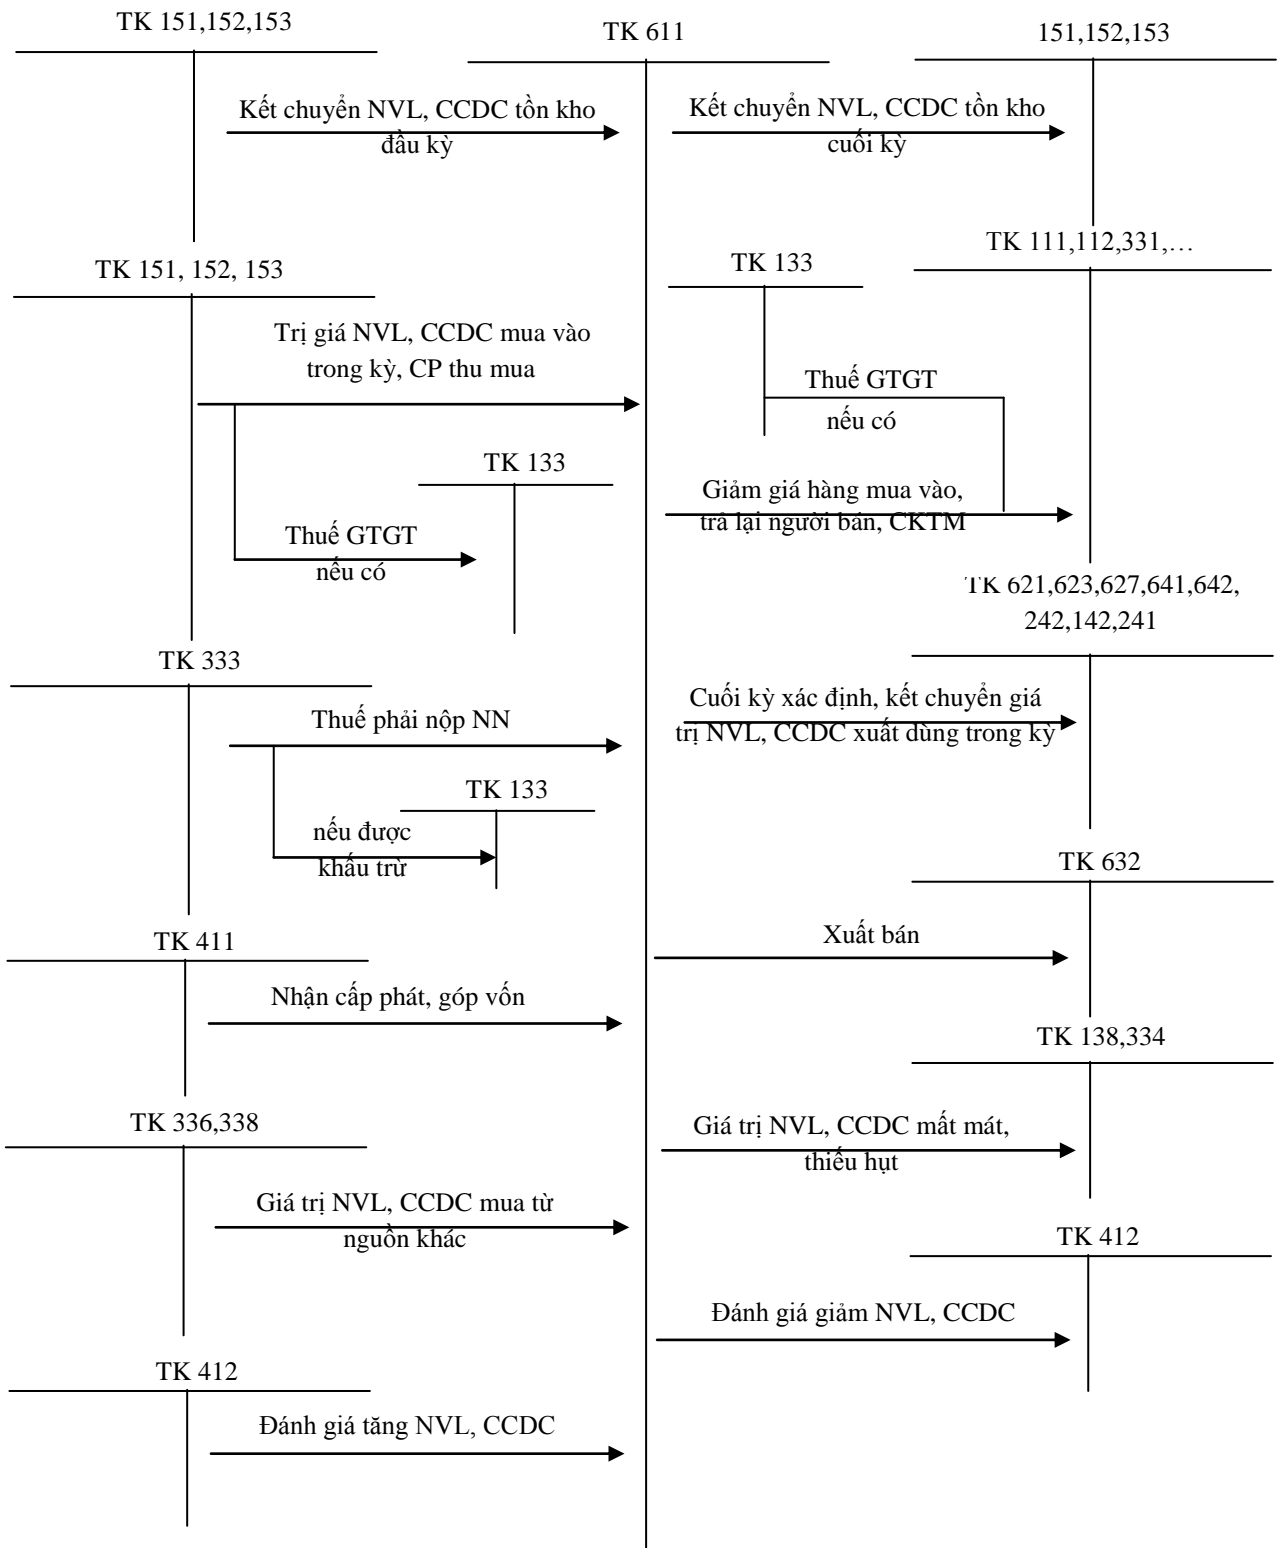 TK 151,152,153
TK 611
151,152,153
Kết chuyển NVL, CCDC tồn kho
đầu kỳ
Kết chuyển NVL, CCDC tồn kho
cuối kỳ
TK 151, 152, 153
TK 133
TK 111,112,331,…
Trị giá NVL, CCDC mua vào
trong kỳ, CP thu mua
Thuế GTGT
nếu có
TK 133
Giảm giá hàng mua vào,
trả lại người bán, CKTM
Thuế GTGT
nếu có
TK 621,623,627,641,642,
242,142,241
TK 333
Thuế phải nộp NN
Cuối kỳ xác định, kết chuyển giá
trị NVL, CCDC xuất dùng trong kỳ
TK 133
nếu được
khấu trừ
TK 632
Xuất bán
TK 411
Nhận cấp phát, góp vốn
TK 138,334
TK 336,338
Giá trị NVL, CCDC mất mát,
thiếu hụt
Giá trị NVL, CCDC mua từ
nguồn khác
TK 412
Đánh giá giảm NVL, CCDC
TK 412
Đánh giá tăng NVL, CCDC